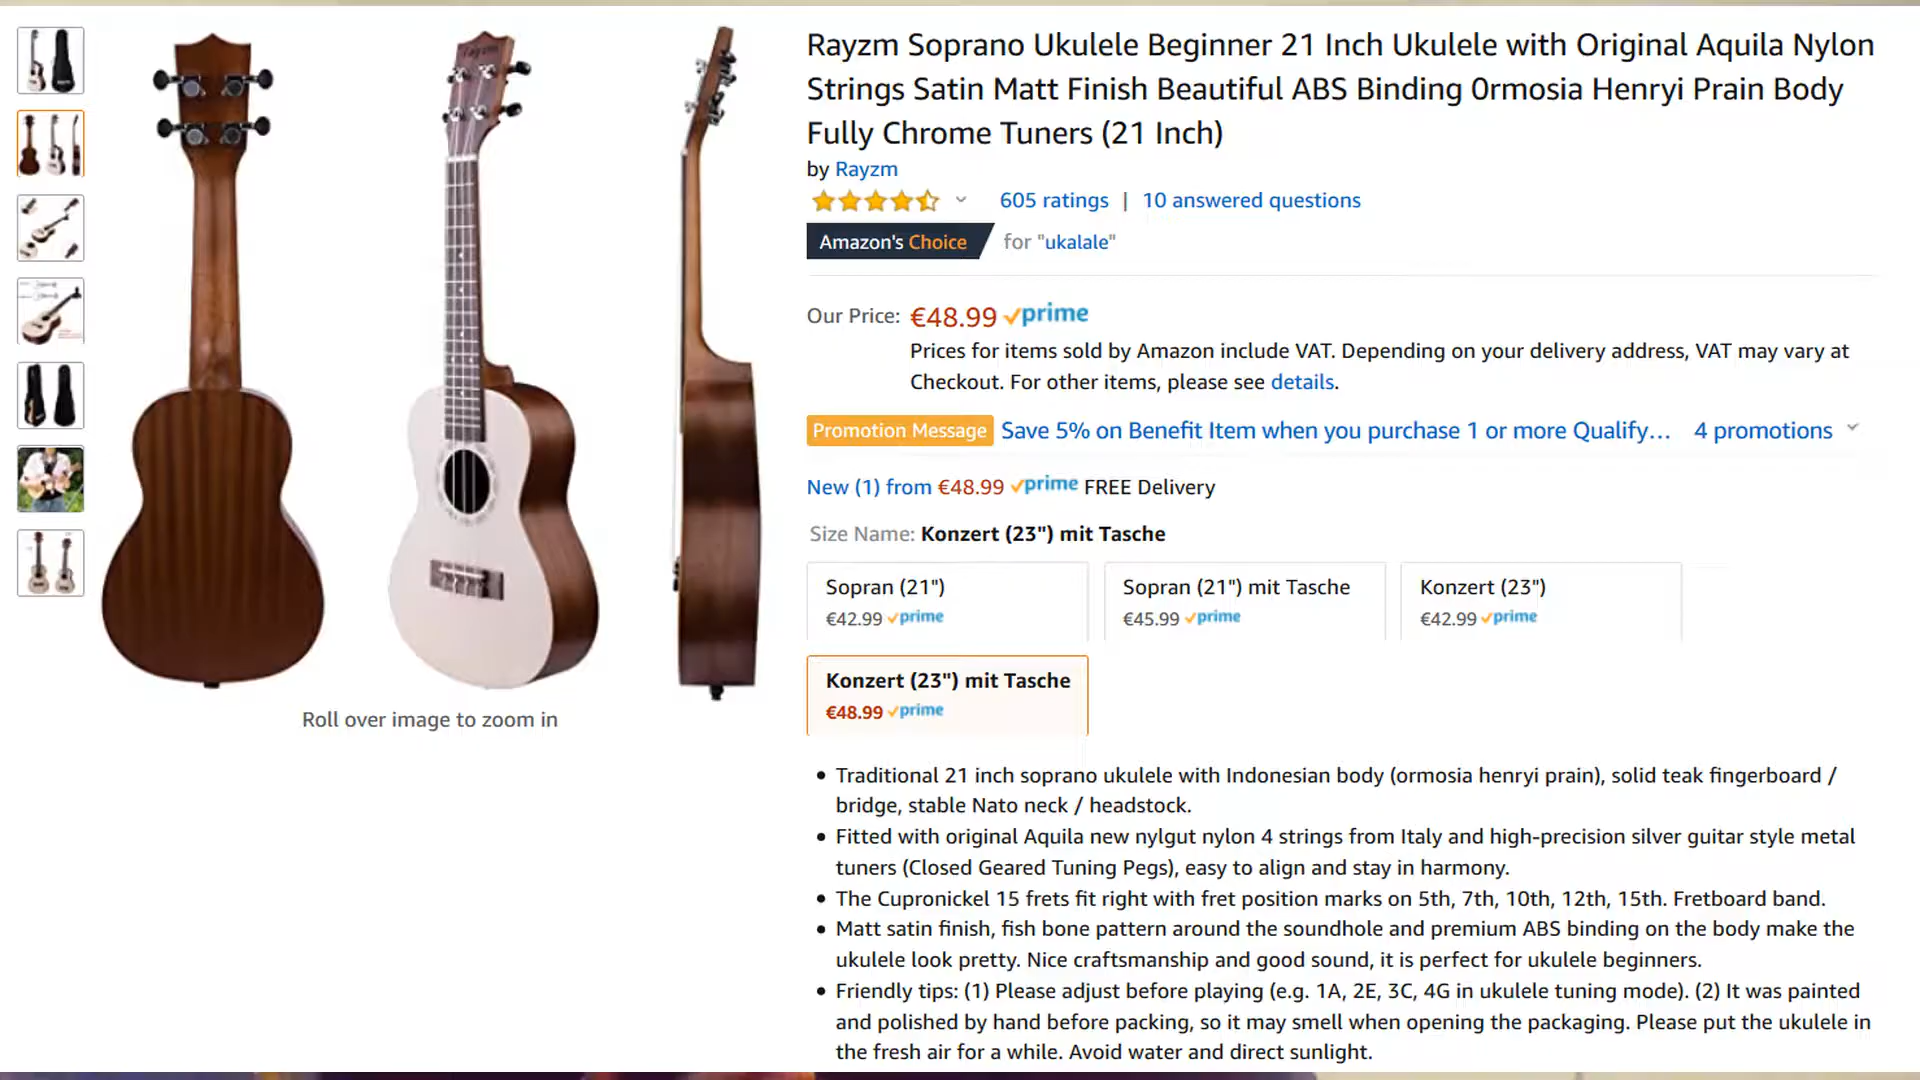 Rayzm Soprano Ukulele Beginner 21 Inch Ukulele with Original Aquila Nylon
Strings Satin Matt Finish Beautiful ABS Binding 0rmosia Henryi Prain Body
Fully Chrome Tuners (21 Inch)
by Rayzm
605 ratings | 10 answered questions
Amazon's Choice for "ukalale"
Our Price: €48.99 prime
Prices for items sold by Amazon include VAT. Depending on your delivery address, VAT may vary at
Checkout. For other items, please see details.
Promotion Message Save 5% on Benefit Item when you purchase 1 or more Qualify… 4 promotions
New (1) from €48.99 prime FREE Delivery
Size Name: Konzert (23") mit Tasche
Sopran (21")
€42.99 prime
Sopran (21") mit Tasche
€45.99 prime
Konzert (23")
€42.99 prime
Konzert (23") mit Tasche
€48.99 prime
Roll over image to zoom in
• Traditional 21 inch soprano ukulele with Indonesian body (ormosia henryi prain), solid teak fingerboard /
bridge, stable Nato neck / headstock.
• Fitted with original Aquila new nylgut nylon 4 strings from Italy and high-precision silver guitar style metal
tuners (Closed Geared Tuning Pegs), easy to align and stay in harmony.
• The Cupronickel 15 frets fit right with fret position marks on 5th, 7th, 10th, 12th, 15th. Fretboard band.
• Matt satin finish, fish bone pattern around the soundhole and premium ABS binding on the body make the
ukulele look pretty. Nice craftsmanship and good sound, it is perfect for ukulele beginners.
• Friendly tips: (1) Please adjust before playing (e.g. 1A, 2E, 3C, 4G in ukulele tuning mode). (2) It was painted
and polished by hand before packing, so it may smell when opening the packaging. Please put the ukulele in
the fresh air for a while. Avoid water and direct sunlight.